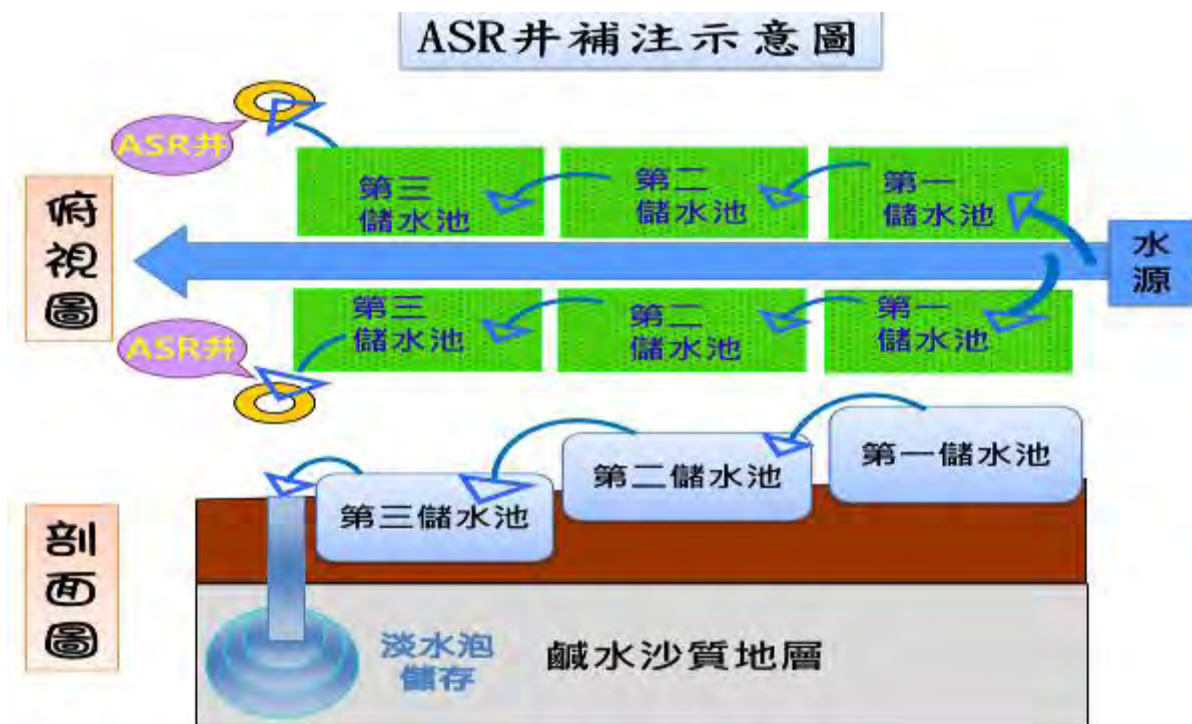 ASR井補注示意圖
ASR井
俯視圖
第三
儲水池
第二
儲水池
第一
儲水池
水源
第三
儲水池
第二
儲水池
第一
儲水池
ASR井
剖面圖
第一儲水池
第二儲水池
第三儲水池
淡水泡
儲存
鹹水沙质地層